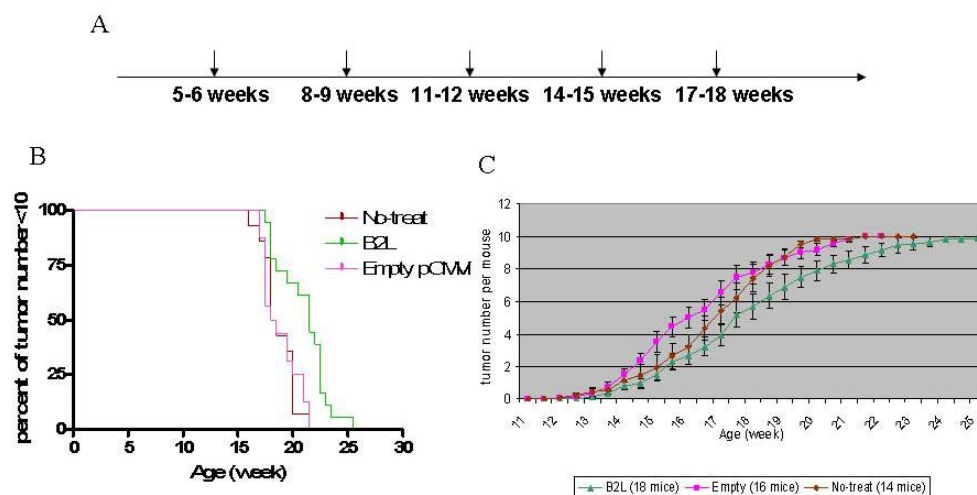 A
5-6 weeks 8-9 weeks 11-12 weeks 14-15 weeks 17-18 weeks
B
percent of tumor number<10
100
75
50
25
0
0 5 10 15 20 25 30
Age (week)
No-treat
B2L
Empty pCMVI
C
tumor number per mouse
12
10
8
6
4
2
0
11 12 13 14 15 16 17 18 19 20 21 22 23 24 25
Age (week)
B2L (18 mice) Empty (16 mice) No-treat (14 mice)